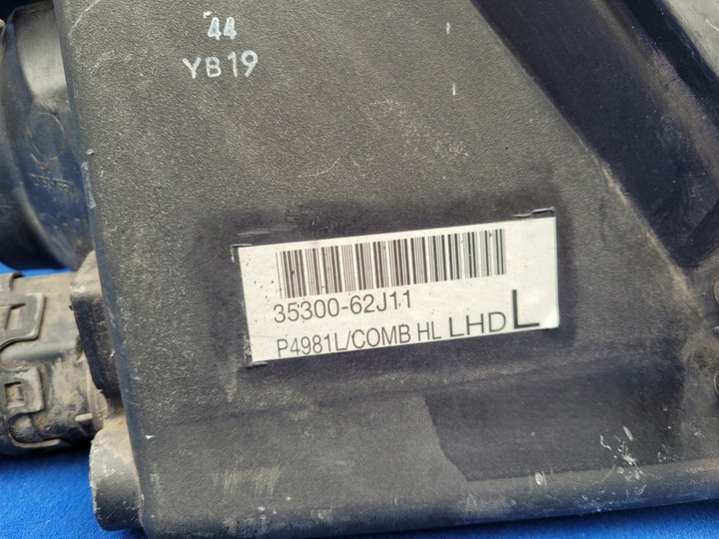 44
YB19
35300-62J11
P4981L/COMB HL LHD L